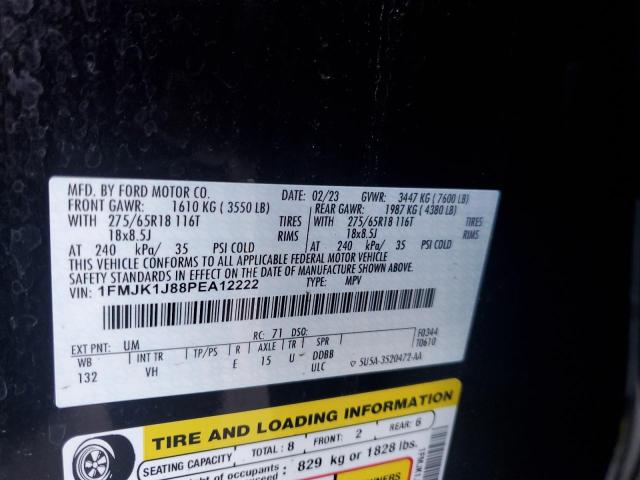 MFD. BY FORD MOTOR CO.
DATE: 02/23 GVWR: 3447 KG ( 7600 LB)
FRONT GAWR: 1610 KG ( 3550 LB) REAR GAWR: 1987 KG ( 4380 LB)
WITH 275/65R18 116T TIRES WITH 275/65R18 116T TIRES
18x8.5J RIMS 18x8.5J RIMS
AT 240 kPa/ 35 PSI COLD AT 240 kPa/ 35 PSI COLD
THIS VEHICLE CONFORMS TO ALL APPLICABLE FEDERAL MOTOR VEHICLE
SAFETY STANDARDS IN EFFECT ON THE DATE OF MANUFACTURE SHOWN ABOVE.
VIN: 1FMJK1J88PEA12222 TYPE: MPV
EXT PNT: UM RC: 71 DSO: F0344
WB INT TR TP/PS R AXLE TR SPR T0610
132 VH E 15 U DDBB
ULC 5U5A-3520472-AA
TIRE AND LOADING INFORMATION
SEATING CAPACITY TOTAL: 8 FRONT: 2 REAR: 6
829 kg or 1828 lbs.